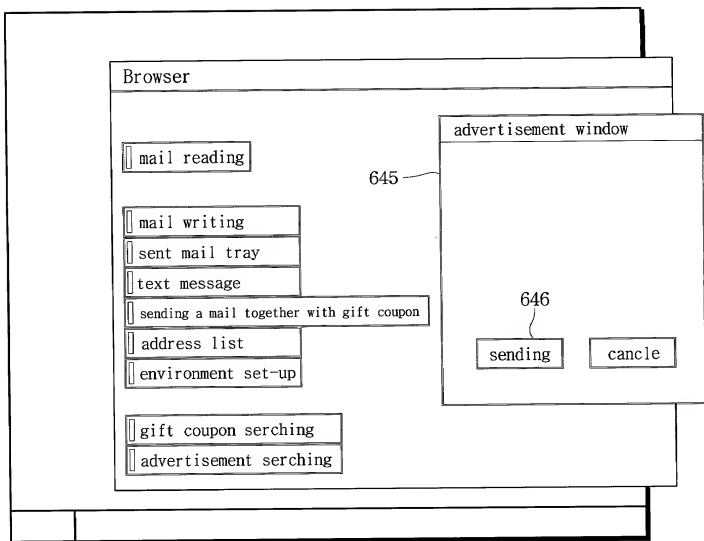 Browser
advertisement window
mail reading
645
mail writing
sent mail tray
text message
sending a mail together with gift coupon
646
address list
sending
cancle
environment set-up
gift coupon serching
advertisement serching